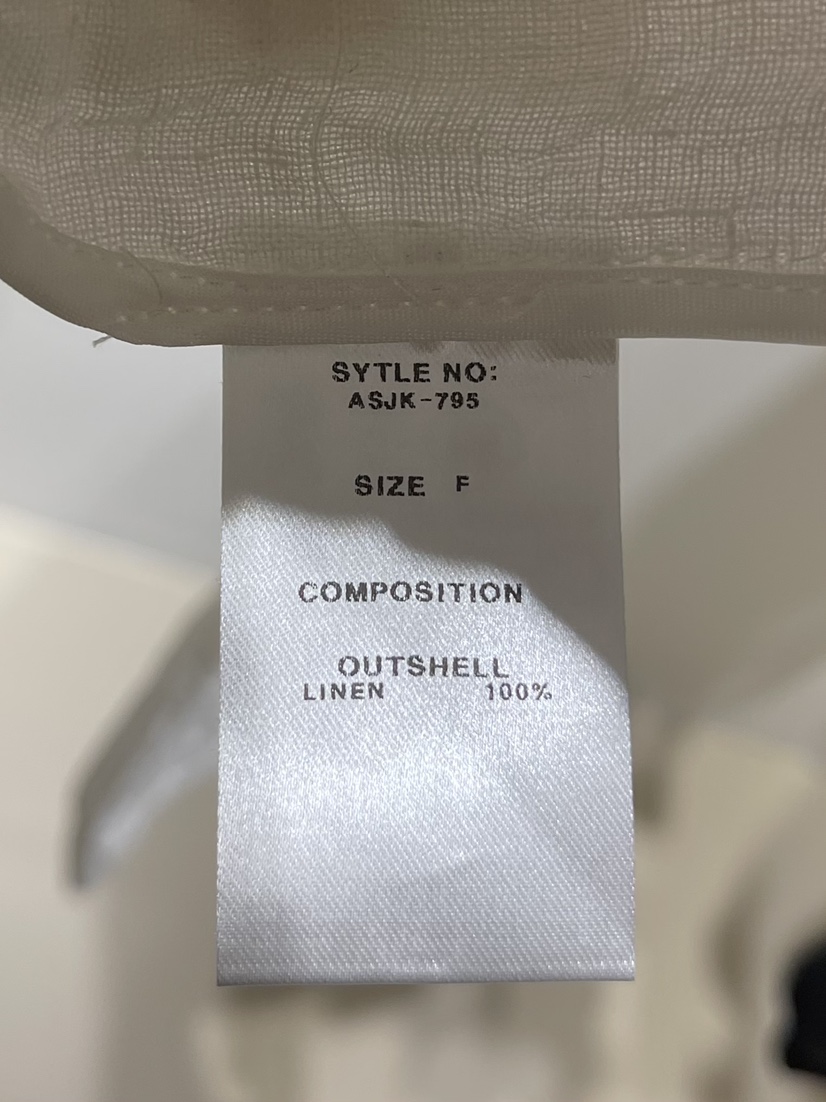 SYTLE NO:
ASJK-795
SIZE F
COMPOSITION
OUTSHELL
LINEN 100%